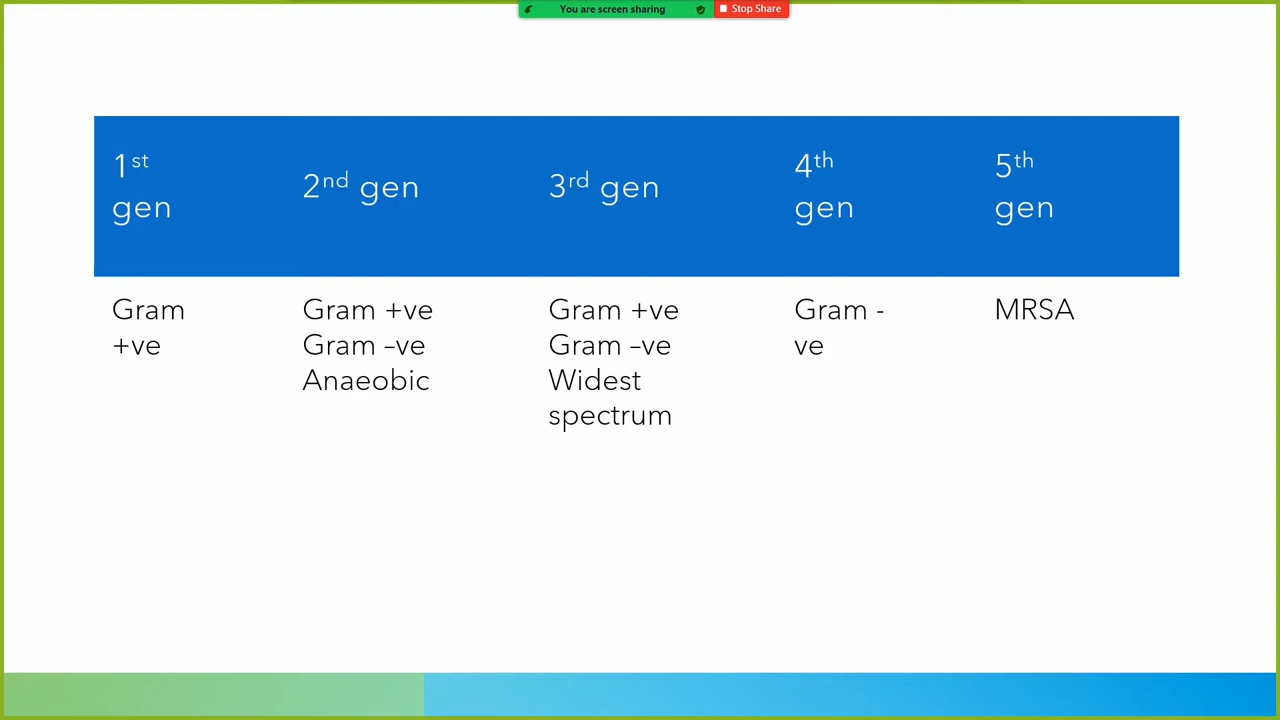 You are screen sharing
Stop Share
1st
gen
2nd gen
3rd gen
4th
gen
5th
gen
Gram
+ve
Gram +ve
Gram –ve
Anaeobic
Gram +ve
Gram –ve
Widest
spectrum
Gram -
ve
MRSA